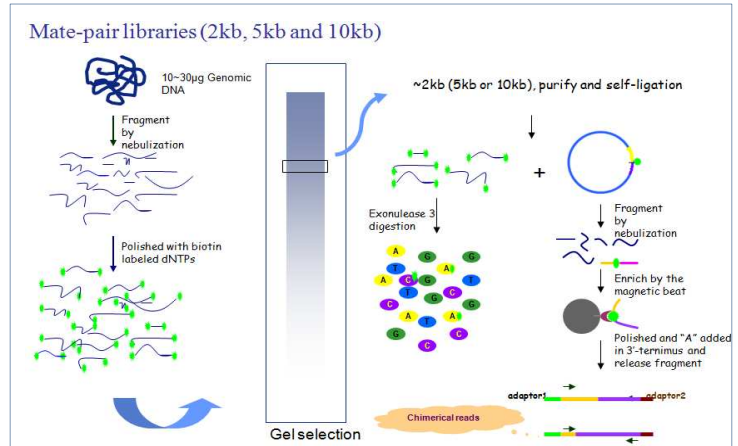 Mate-pair libraries (2kb, 5kb and 10kb)
10~30μg Genomic
DNA
Fragment
by
nebulization
Polished with biotin
labeled dNTPs
Gel selection
~2kb (5kb or 10kb), purify and self-ligation
+
Exonulease 3
digestion
A
G
G
T
A
A
C
G
T
T
G
C
C
G
A
T
A
G
C
C
Fragment
by
nebulization
Enrich by the
magnetic beat
Polished and “A” added
in 3’-ternimus and
release fragment
adaptor1
adaptor2
Chimerical reads